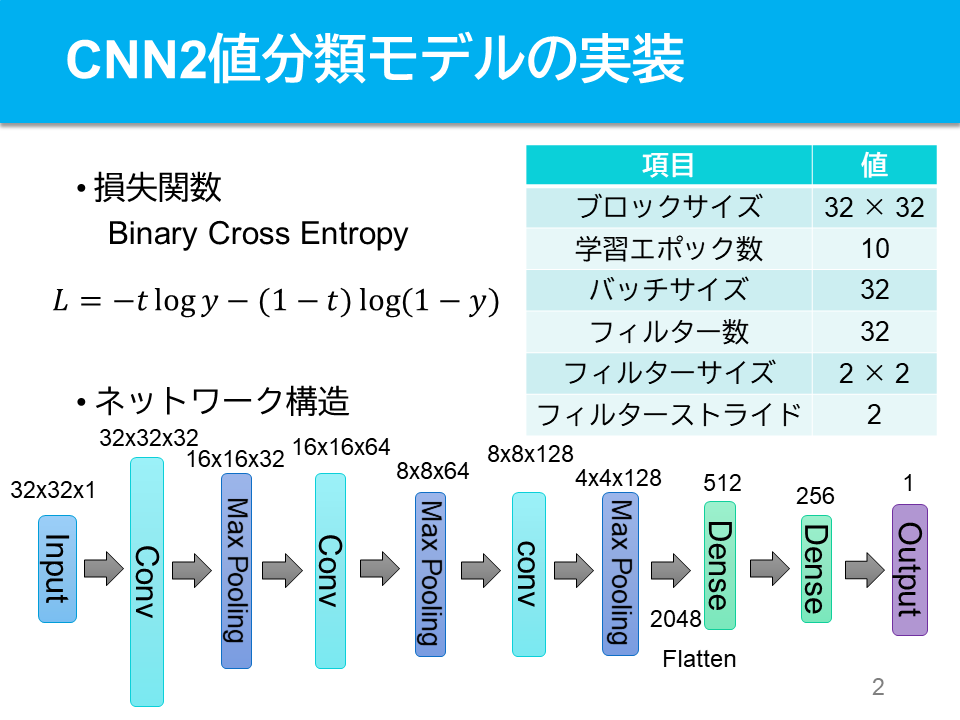 CNN2値分類モデルの実装
• 損失関数
Binary Cross Entropy
L = −t log y − (1 − t) log(1 − y)
項目 値
ブロックサイズ 32 × 32
学習エポック数 10
バッチサイズ 32
フィルター数 32
フィルターサイズ 2 × 2
フィルターストライド 2
• ネットワーク構造
32x32x1
32x32x32
16x16x32
16x16x64
8x8x64
8x8x128
4x4x128
512
256
1
Input
Conv
Max Pooling
Conv
Max Pooling
conv
Max Pooling
Dense
Dense
Output
2048
Flatten
2